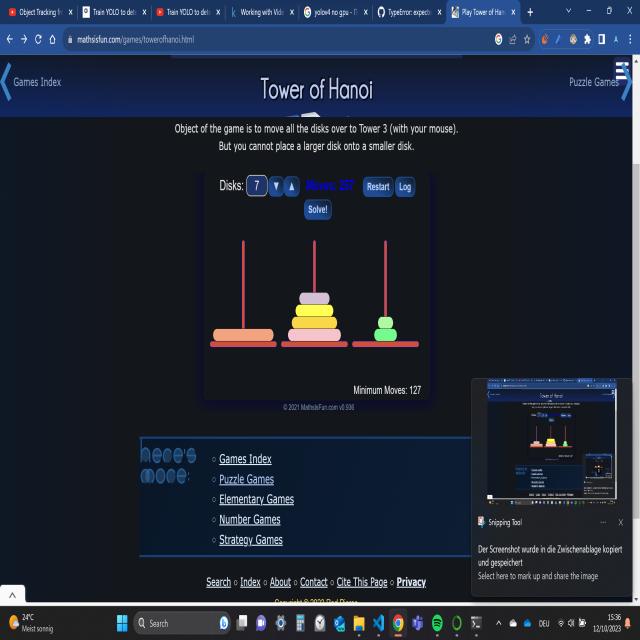 Object Tracking fr
Train YOLO to dete
Train YOLO to dete
Working with Vide
yolov4 no gpu - П
TypeError: expecte
Play Tower of Han
mathsisfun.com/games/towerofhanoi.html
Games Index
Tower of Hanoi
Puzzle Games
Object of the game is to move all the disks over to Tower 3 (with your mouse).
But you cannot place a larger disk onto a smaller disk.
Disks: 7 Restart Log
Solve!
Minimum Moves: 127
© 2021 MathsIsFun.com v0.936
Games Index
Puzzle Games
Elementary Games
Number Games
Strategy Games
Snipping Tool
Der Screenshot wurde in die Zwischenablage kopiert
und gespeichert
Select here to mark up and share the image
Search ○ Index ○ About ○ Contact ○ Cite This Page ○ Privacy
24°C
Meist sonnig
Search
DEU
15:36
12/10/2023